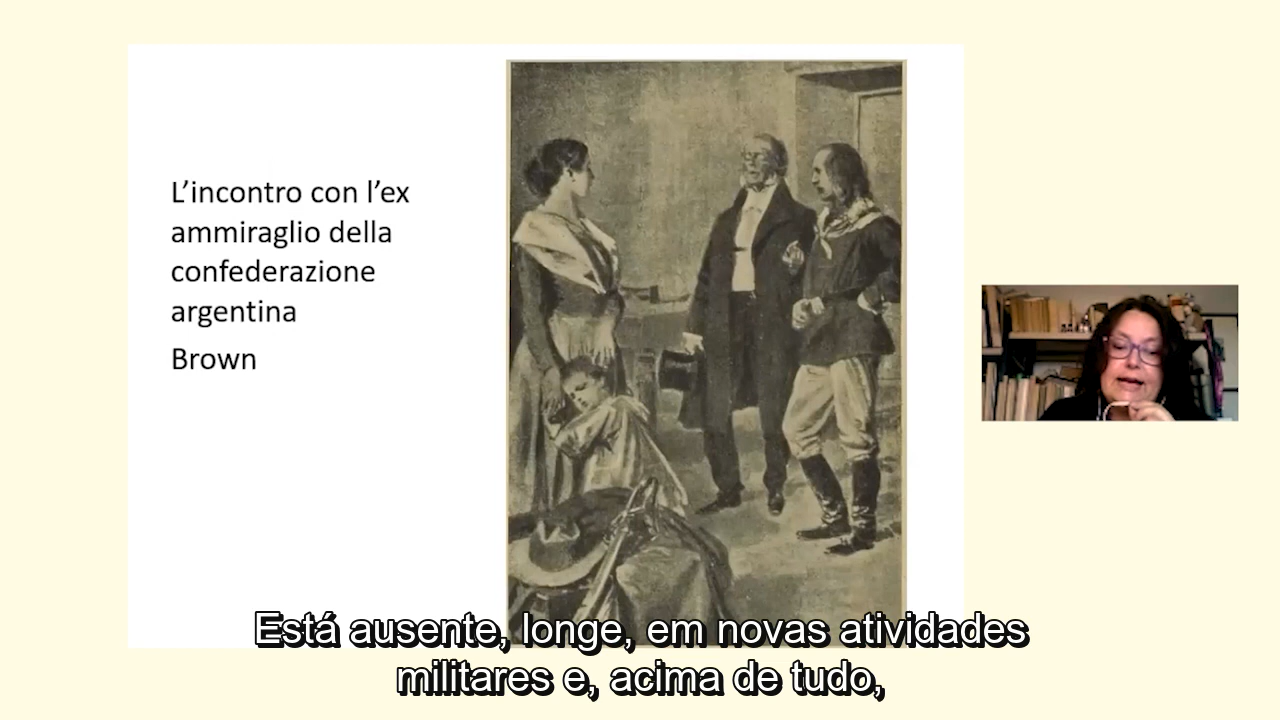 L’incontro con l’ex
ammiraglio della
confederazione
argentina
Brown
Está ausente, longe, em novas atividades
militares e, acima de tudo,